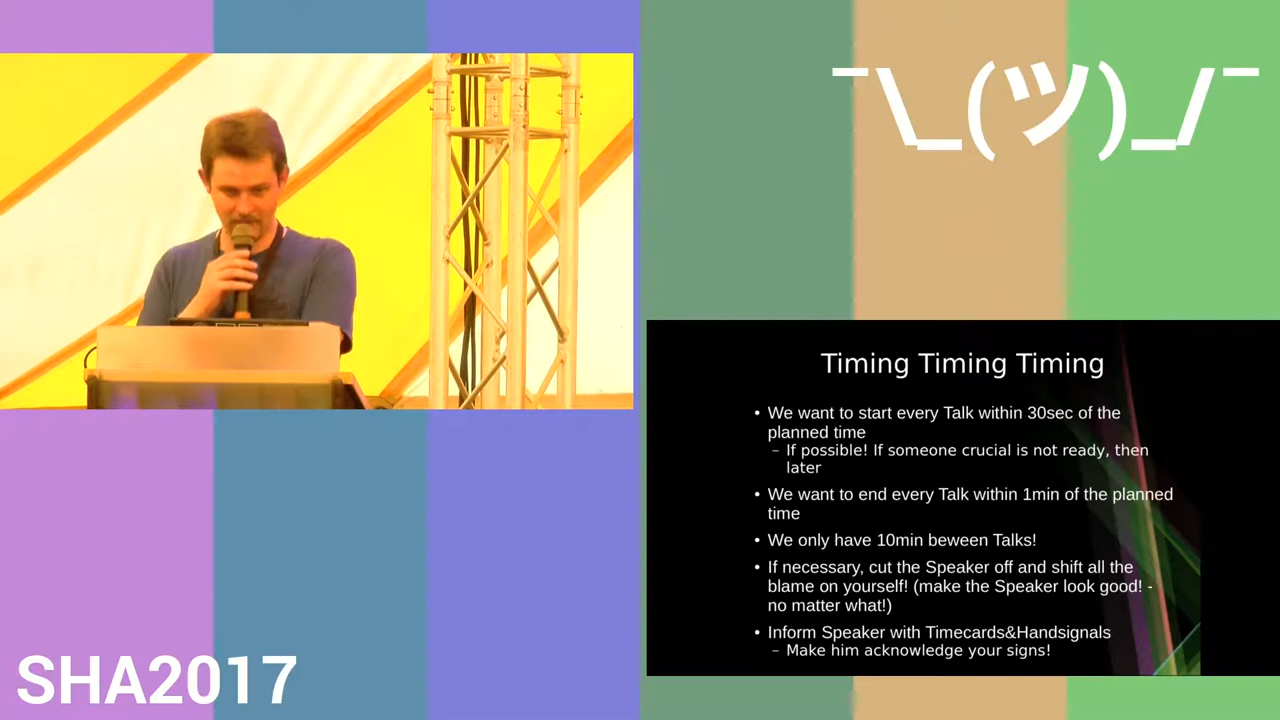 ¯\_(ツ)_/¯
Timing Timing Timing
• We want to start every Talk within 30sec of the
planned time
– If possible! If someone crucial is not ready, then
later
• We want to end every Talk within 1min of the planned
time
• We only have 10min beween Talks!
• If necessary, cut the Speaker off and shift all the
blame on yourself! (make the Speaker look good! -
no matter what!)
• Inform Speaker with Timecards&Handsignals
– Make him acknowledge your signs!
SHA2017